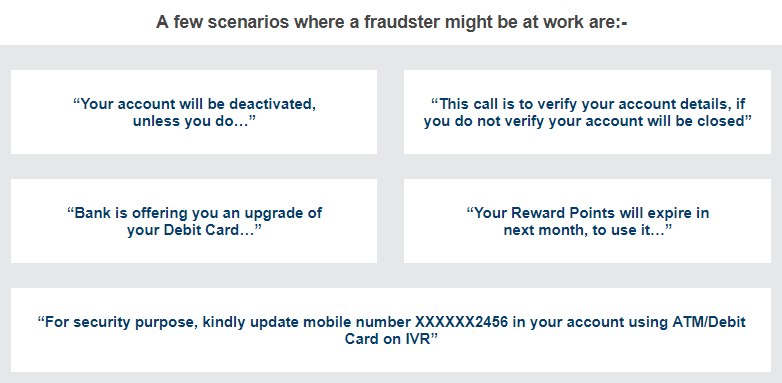 A few scenarios where a fraudster might be at work are:-
“Your account will be deactivated,
unless you do…”
“This call is to verify your account details, if
you do not verify your account will be closed”
“Bank is offering you an upgrade of
your Debit Card…”
“Your Reward Points will expire in
next month, to use it…”
“For security purpose, kindly update mobile number XXXXXX2456 in your account using ATM/Debit
Card on IVR”